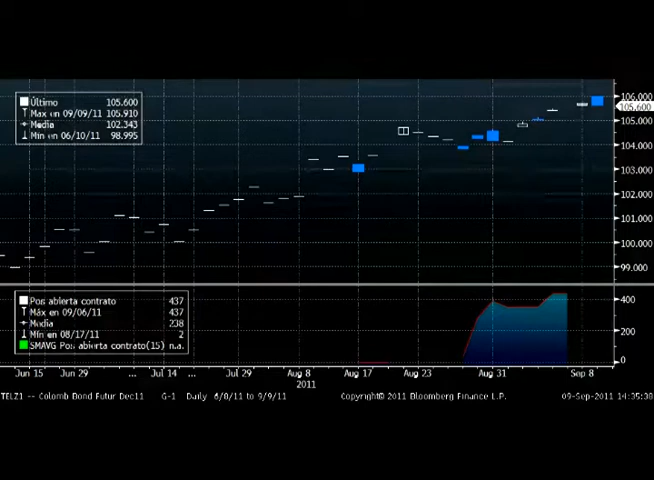 Último 105.600
Max en 09/09/11 105.910
Media 102.343
Mín en 06/10/11 98.995
106.000
105.600
105.000
104.000
103.000
102.000
101.000
100.000
99.000
Pos abierta contrato 437
Máx en 09/06/11 437
Media 238
Mín en 08/17/11 2
SMAVG Pos abierta contrato(15) n.a.
400
200
0
Jun 15 Jun 29 ... Jul 14 ... Jul 29 Aug 8 Aug 17 Aug 23 Aug 31 Sep 8
2011
TELZ1 -- Colomb Bond Futur Dec11 G-1 Daily 6/8/11 to 9/9/11 Copyright© 2011 Bloomberg Finance L.P. 09-Sep-2011 14:35:38